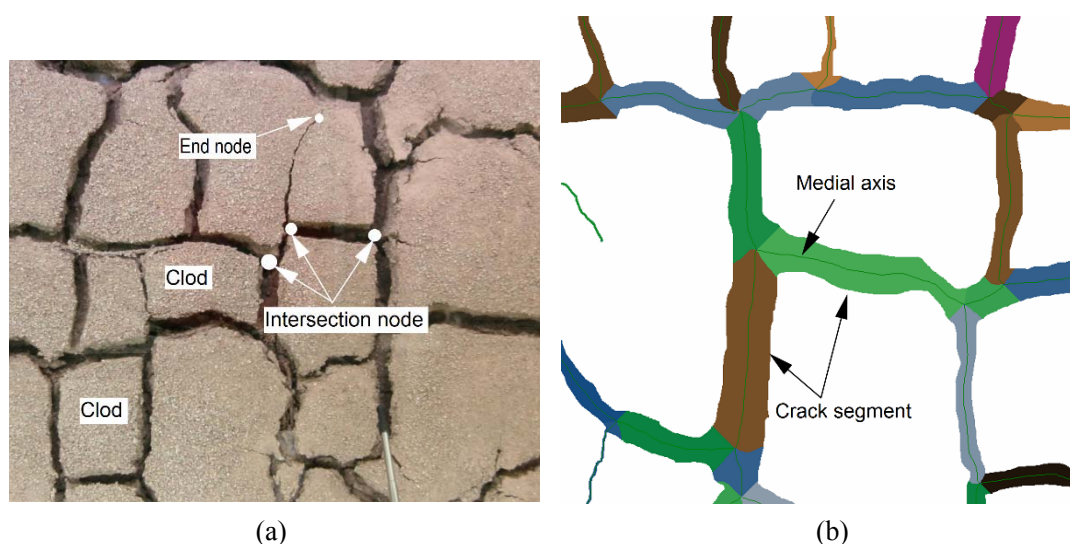 End node
Clod
Intersection node
Clod
(a)
Medial axis
Crack segment
(b)